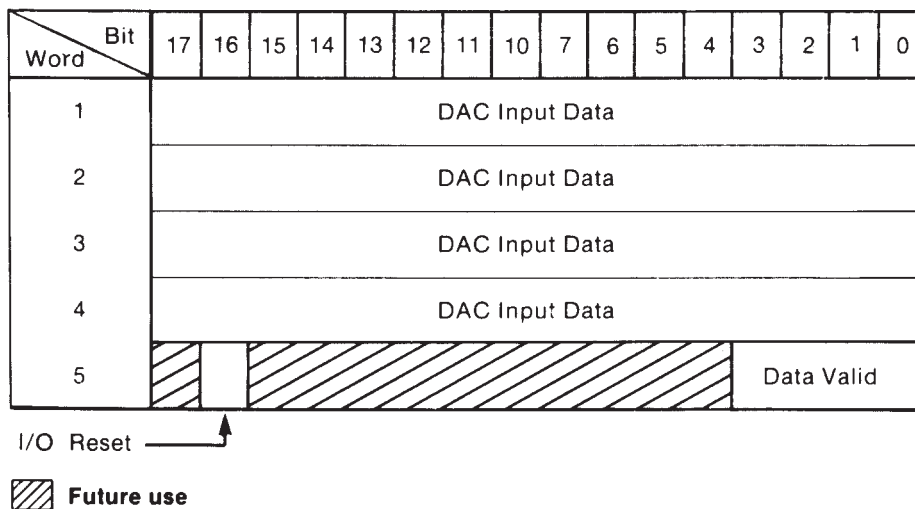 Bit
Word 17 16 15 14 13 12 11 10 7 6 5 4 3 2 1 0
1 DAC Input Data
2 DAC Input Data
3 DAC Input Data
4 DAC Input Data
5 Data Valid
I/O Reset
Future use